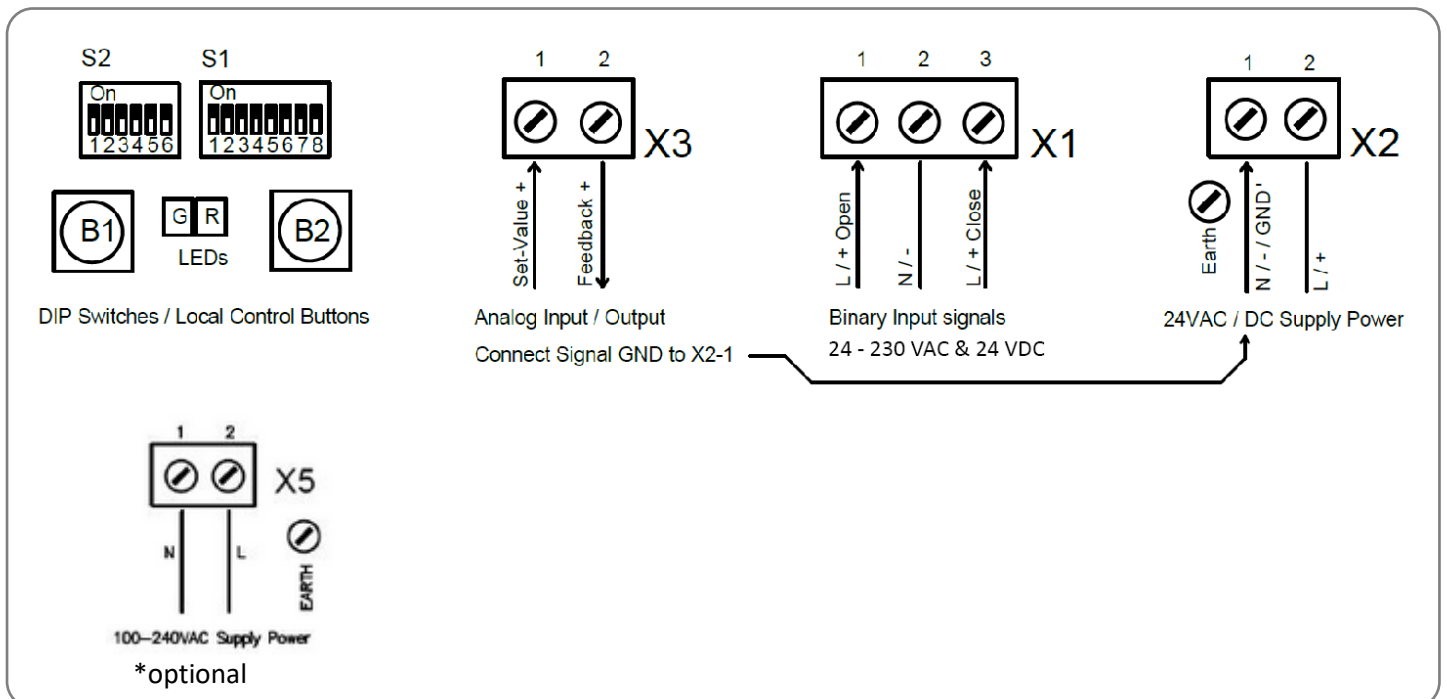 S2 S1
On On
123456 12345678
B1 G R B2
LEDs
DIP Switches / Local Control Buttons
1 2
X3
Set-Value +
Feedback +
Analog Input / Output
Connect Signal GND to X2-1
1 2 3
X1
L / + Open
N / -
L / + Close
Binary Input signals
24 - 230 VAC & 24 VDC
1 2
X2
Earth
N / - / GND'
L / +
24VAC / DC Supply Power
1 2
X5
N L
EARTH
100-240VAC Supply Power
*optional